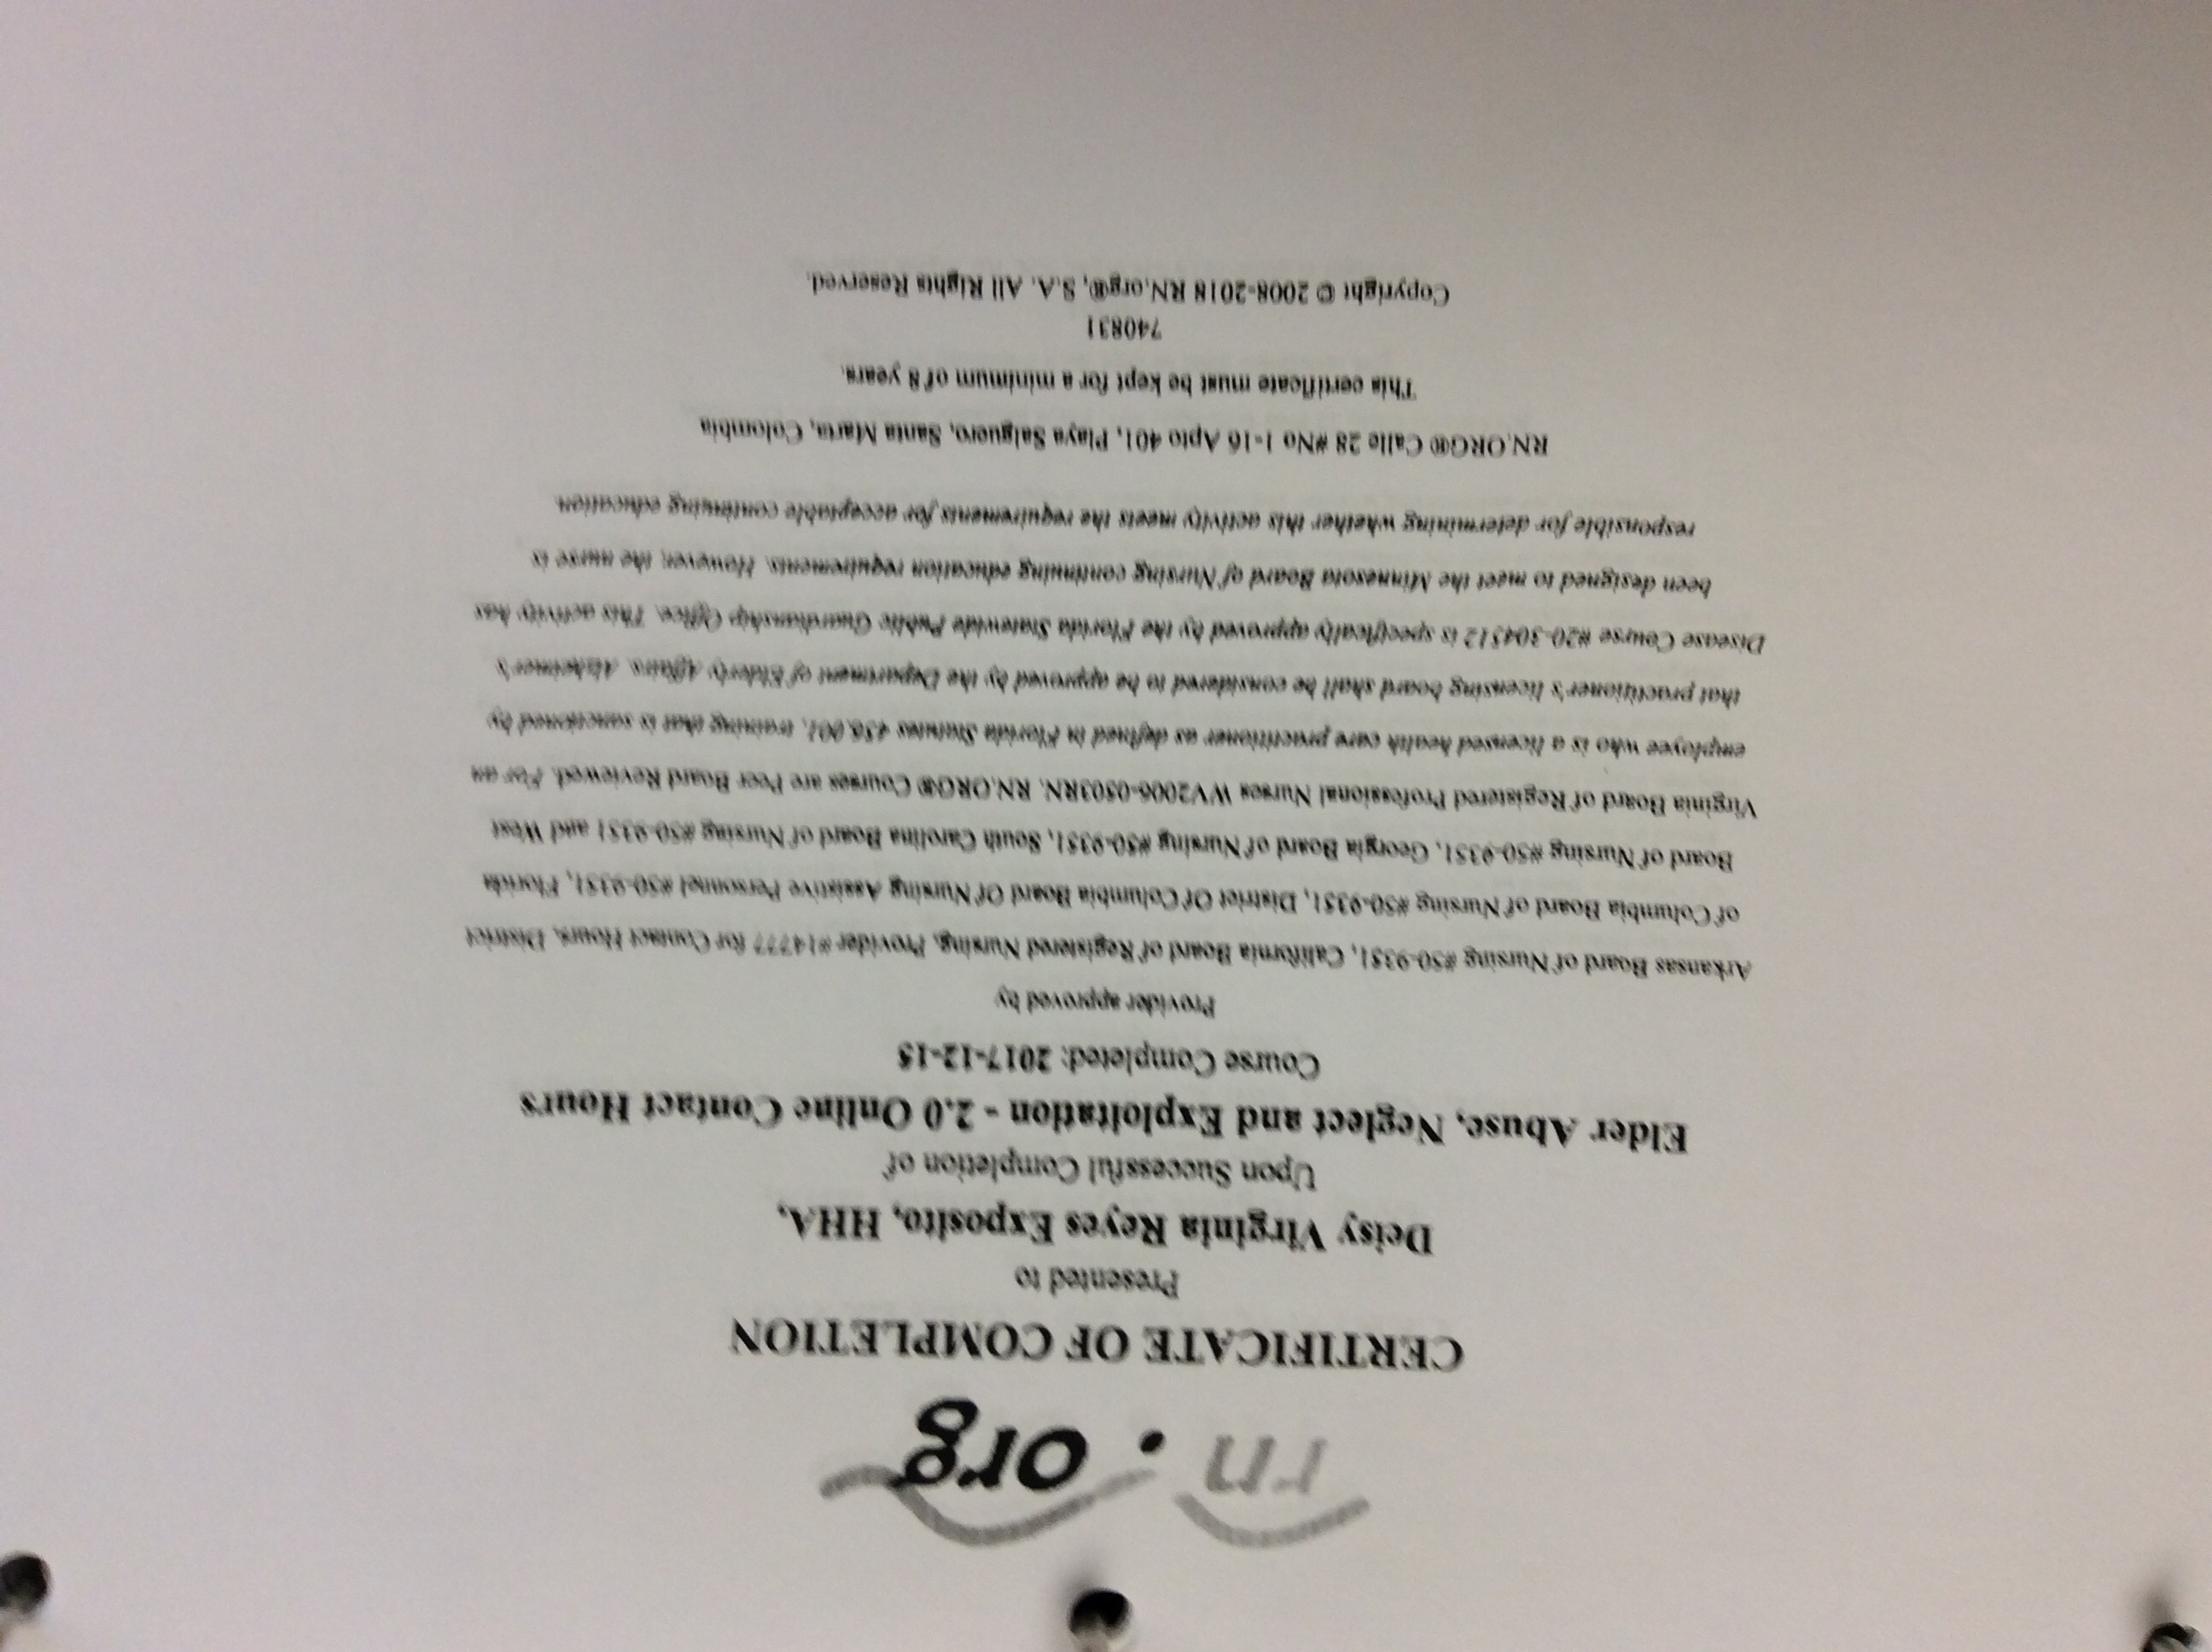 rn.org
CERTIFICATE OF COMPLETION
Presented to
Deisy Virginia Reyes Exposito, HHA,
Upon Successful Completion of
Elder Abuse, Neglect and Exploitation - 2.0 Online Contact Hours
Course Completed: 2017-12-15
Provider approved by
Arkansas Board of Nursing #50-9351, California Board of Registered Nursing, Provider #14777 for Contact Hours, District
of Columbia Board of Nursing #50-9351, District Of Columbia Board Of Nursing Assistive Personnel #50-9351, Florida
Board of Nursing #50-9351, Georgia Board of Nursing #50-9351, South Carolina Board of Nursing #50-9351 and West
Virginia Board of Registered Professional Nurses WV2006-0503RN. RN.ORG® Courses are Peer Board Reviewed. For an
employee who is a licensed health care practitioner as defined in Florida Statutes 456.001, training that is sanctioned by
that practitioner's licensing board shall be considered to be approved by the Department of Elderly Affairs. Alzheimer's
Disease Course #20-304512 is specifically approved by the Florida Statewide Public Guardianship Office. This activity has
been designed to meet the Minnesota Board of Nursing continuing education requirements. However, the nurse is
responsible for determining whether this activity meets the requirements for acceptable continuing education.
RN.ORG® Calle 28 #No 1-16 Apto 401, Playa Salguero, Santa Marta, Colombia
This certificate must be kept for a minimum of 8 years.
740831
Copyright © 2008-2018 RN.org®, S.A. All Rights Reserved.